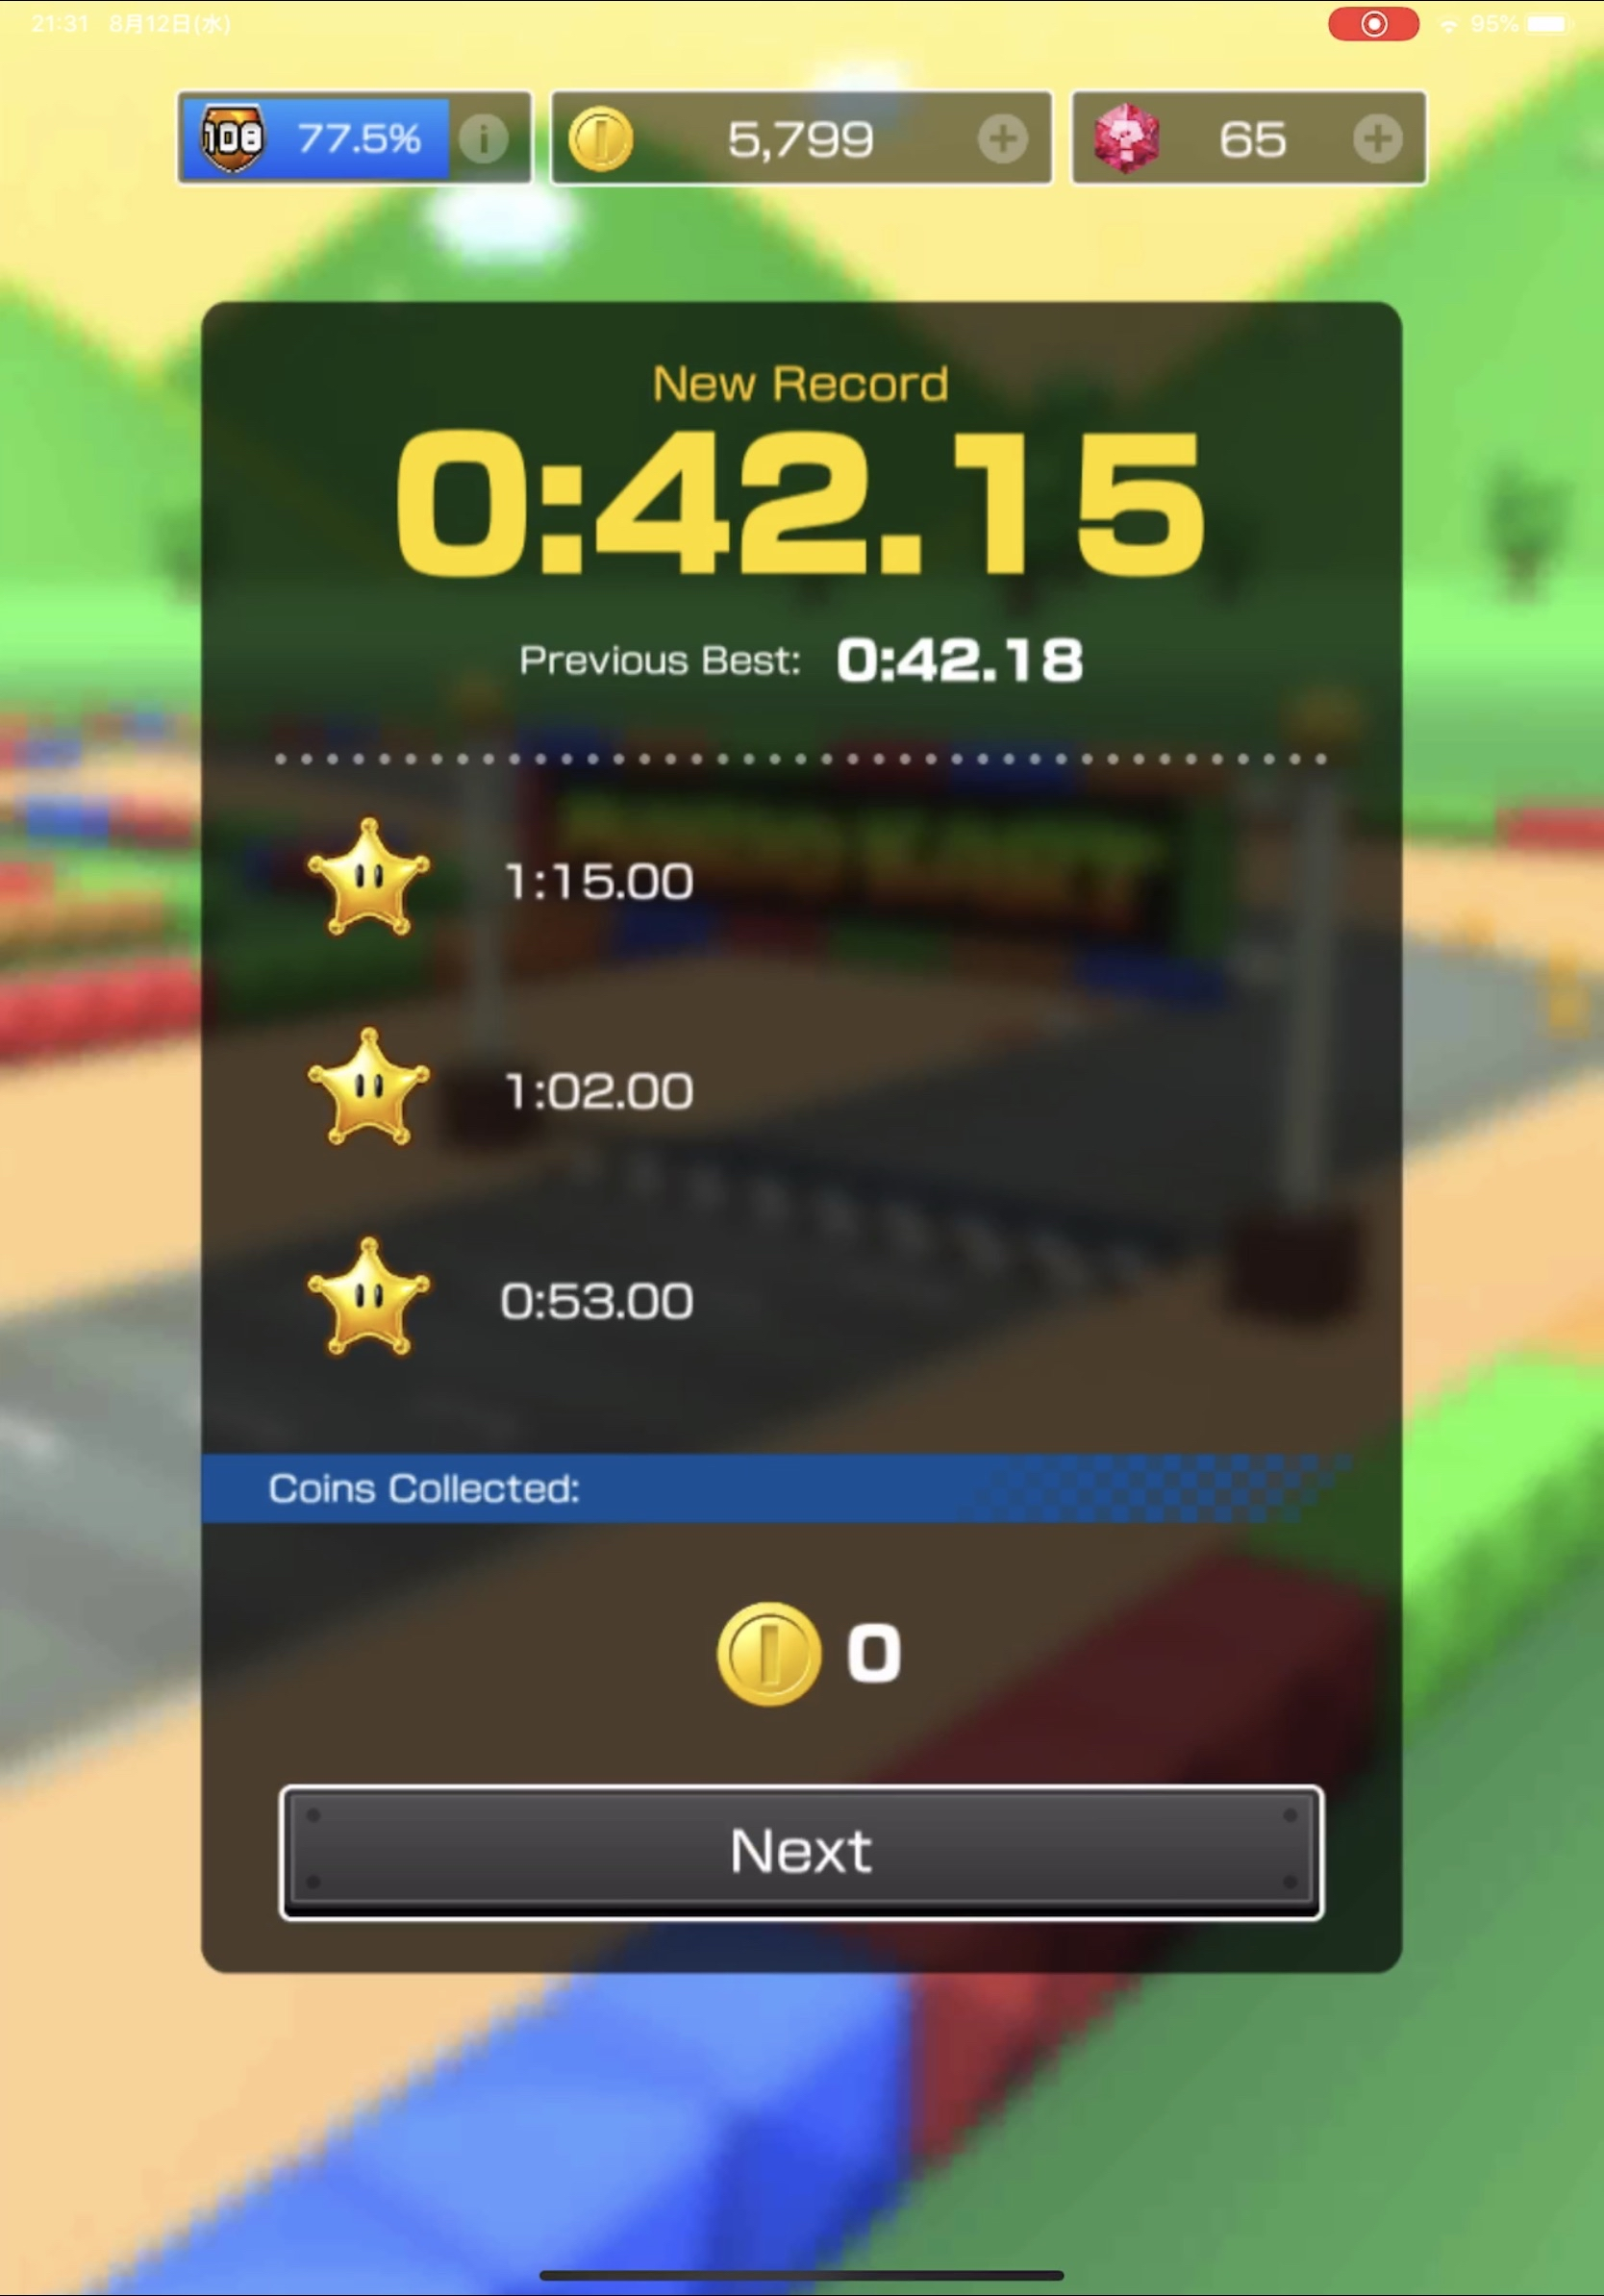 21:31 8月12日(水) 95%
108 77.5% i 5,799 + 65 +
New Record
0:42.15
Previous Best: 0:42.18
1:15.00
1:02.00
0:53.00
Coins Collected:
0
Next